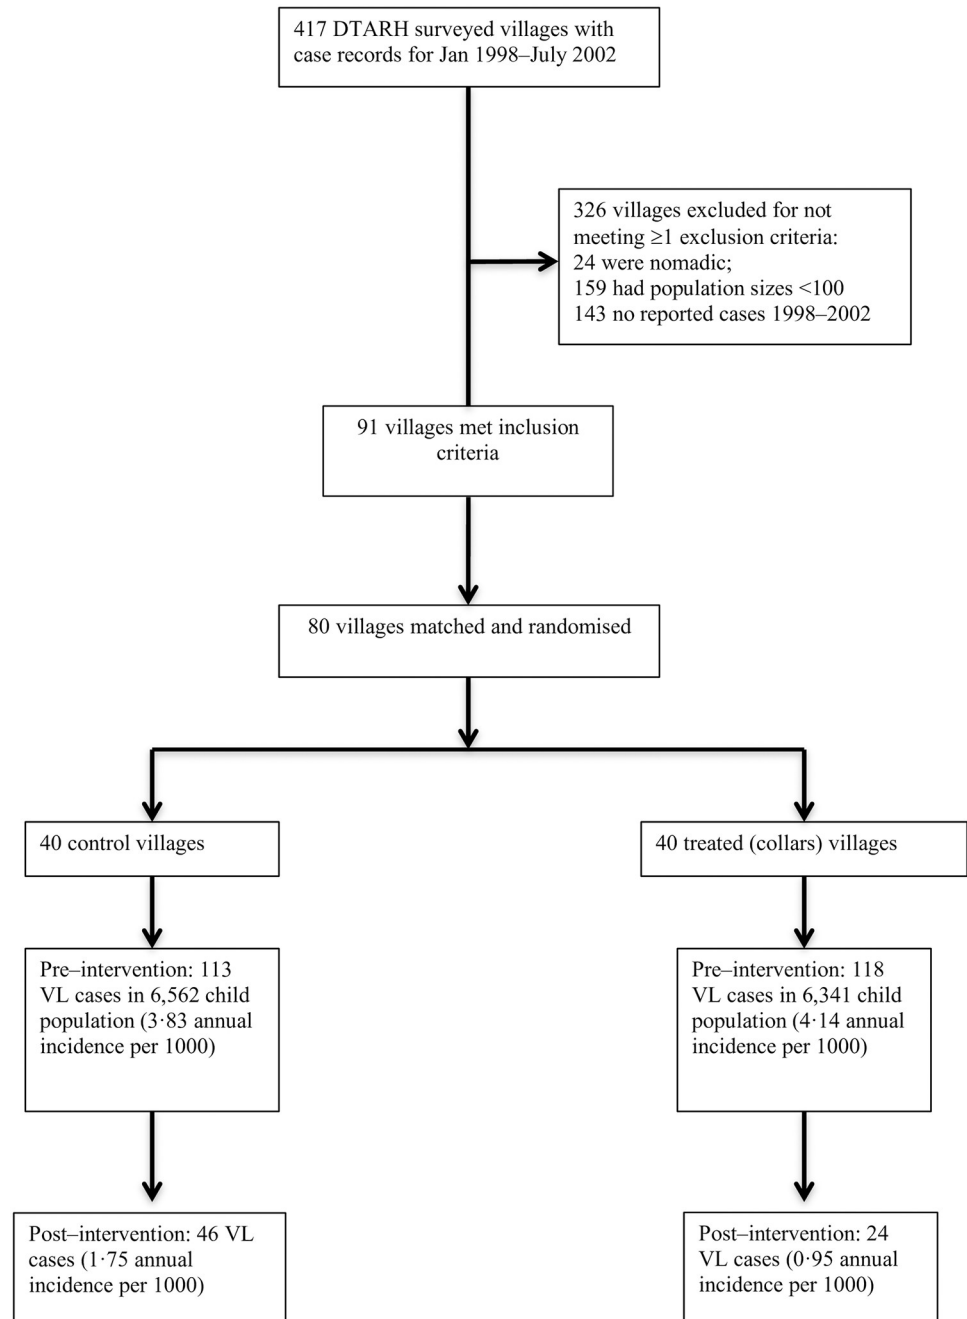 417 DTARH surveyed villages with
case records for Jan 1998–July 2002
326 villages excluded for not
meeting ≥1 exclusion criteria:
24 were nomadic;
159 had population sizes <100
143 no reported cases 1998–2002
91 villages met inclusion
criteria
80 villages matched and randomised
40 control villages
40 treated (collars) villages
Pre–intervention: 113
VL cases in 6,562 child
population (3·83 annual
incidence per 1000)
Pre–intervention: 118
VL cases in 6,341 child
population (4·14 annual
incidence per 1000)
Post–intervention: 46 VL
cases (1·75 annual
incidence per 1000)
Post–intervention: 24
VL cases (0·95 annual
incidence per 1000)